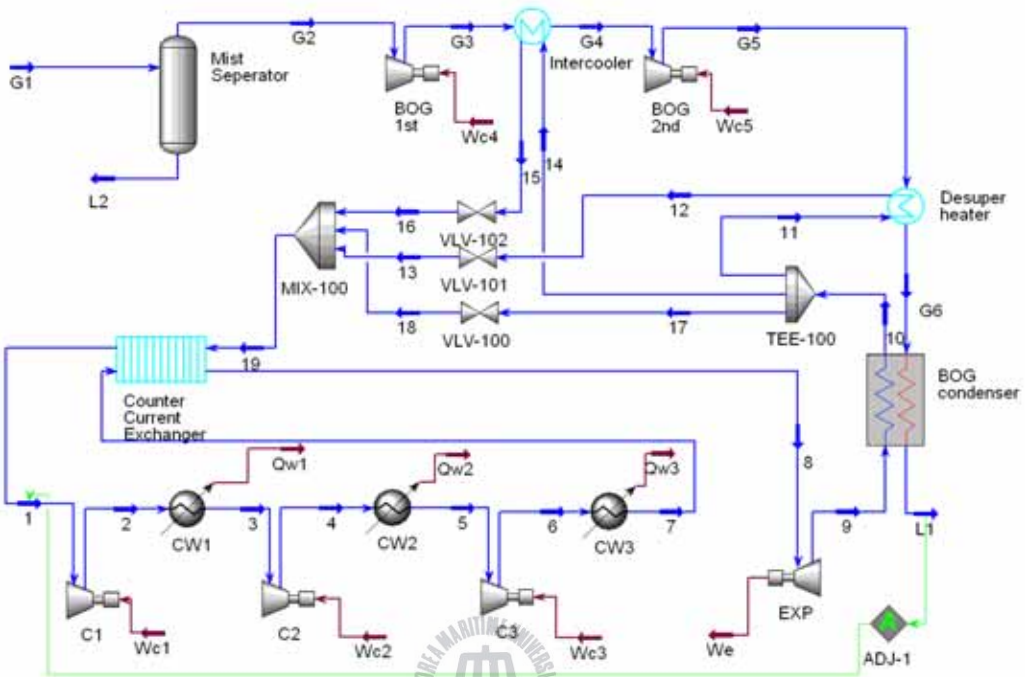 G1
Mist
Seperator
L2
G2
BOG
1st
Wc4
G3
Intercooler
G4
BOG
2nd
Wc5
G5
15
14
12
11
Desuper
heater
16
VLV-102
13
VLV-101
18
VLV-100
17
MIX-100
TEE-100
10
G6
BOG
condenser
19
Counter
Current
Exchanger
8
Qw1
Qw2
Qw3
1
2
CW1
3
4
CW2
5
6
CW3
7
9
L1
C1
Wc1
C2
Wc2
C3
Wc3
EXP
We
ADJ-1
KOREA MARITIME UNIVERSI